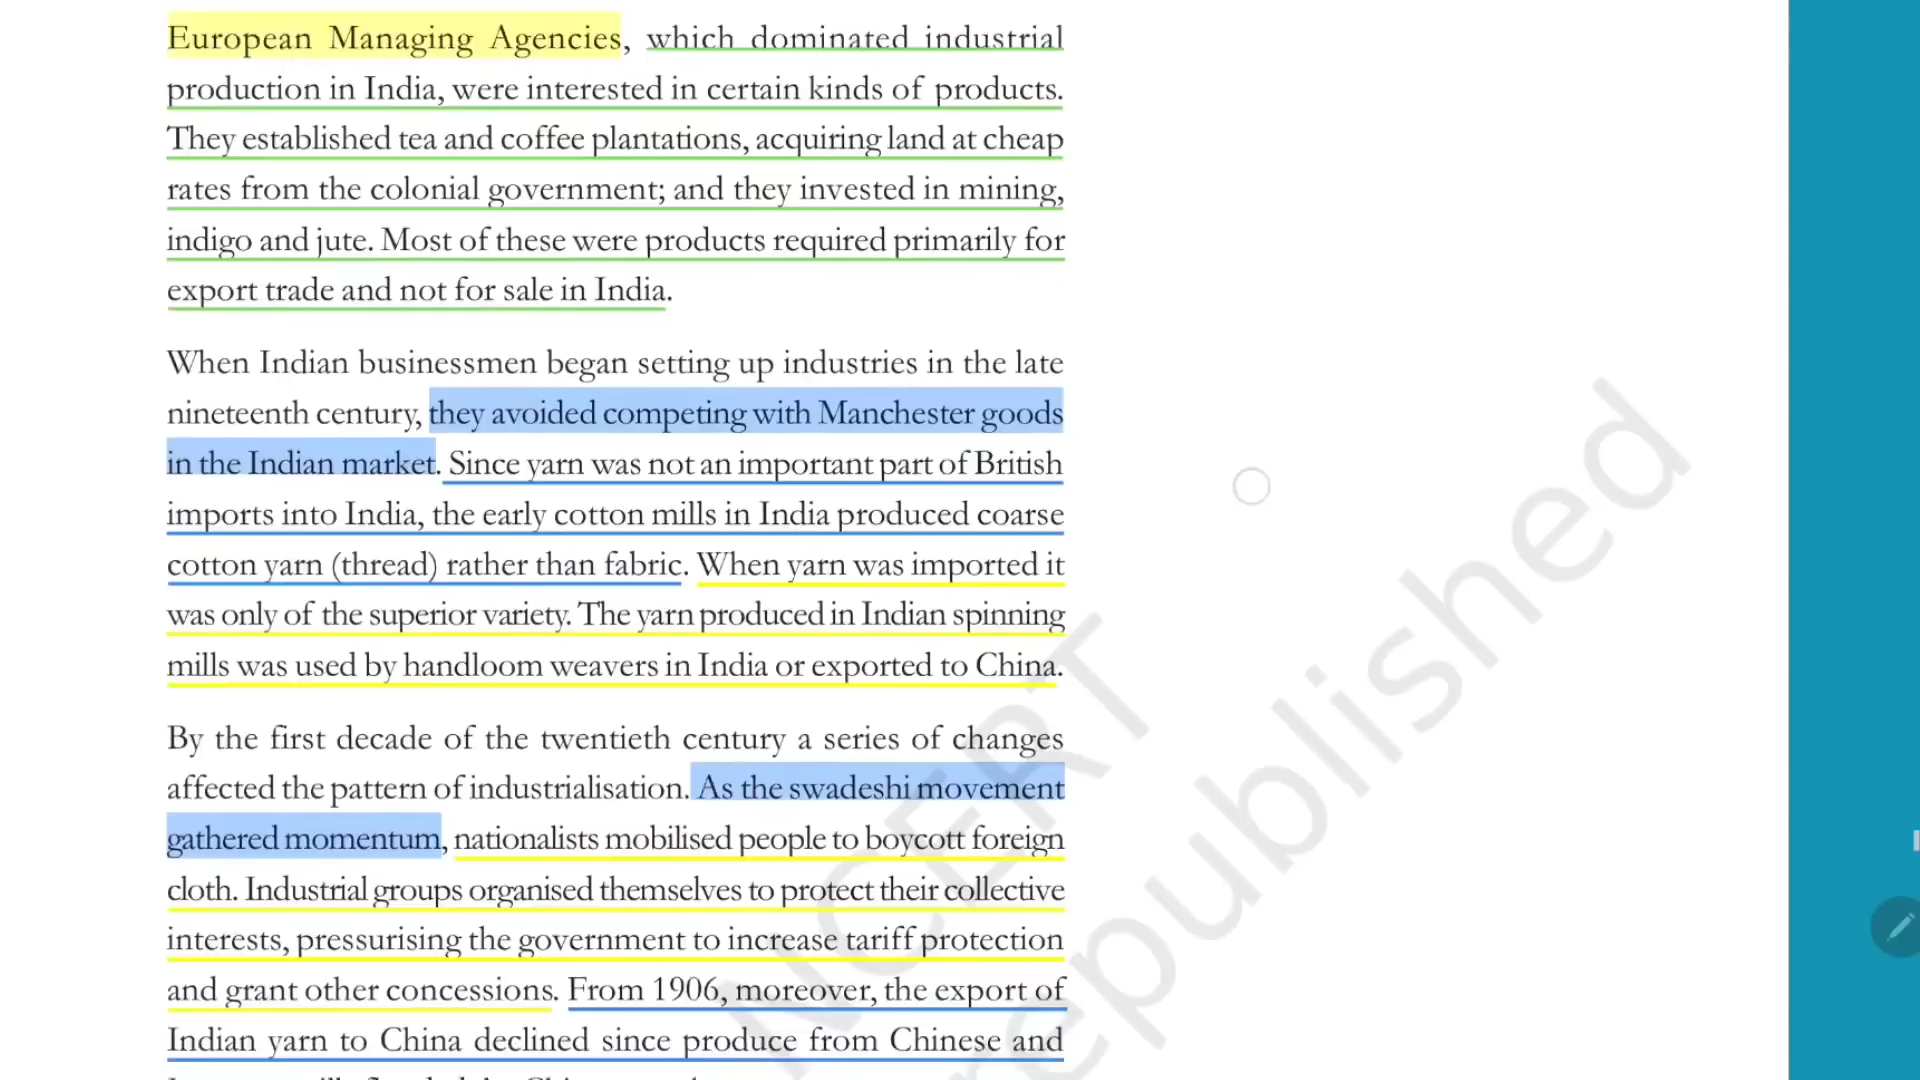 European Managing Agencies, which dominated industrial
production in India, were interested in certain kinds of products.
They established tea and coffee plantations, acquiring land at cheap
rates from the colonial government; and they invested in mining,
indigo and jute. Most of these were products required primarily for
export trade and not for sale in India.
When Indian businessmen began setting up industries in the late
nineteenth century, they avoided competing with Manchester goods
in the Indian market. Since yarn was not an important part of British
imports into India, the early cotton mills in India produced coarse
cotton yarn (thread) rather than fabric. When yarn was imported it
was only of the superior variety. The yarn produced in Indian spinning
mills was used by handloom weavers in India or exported to China.
By the first decade of the twentieth century a series of changes
affected the pattern of industrialisation. As the swadeshi movement
gathered momentum, nationalists mobilised people to boycott foreign
cloth. Industrial groups organised themselves to protect their collective
interests, pressurising the government to increase tariff protection
and grant other concessions. From 1906, moreover, the export of
Indian yarn to China declined since produce from Chinese and
NCERT
republished